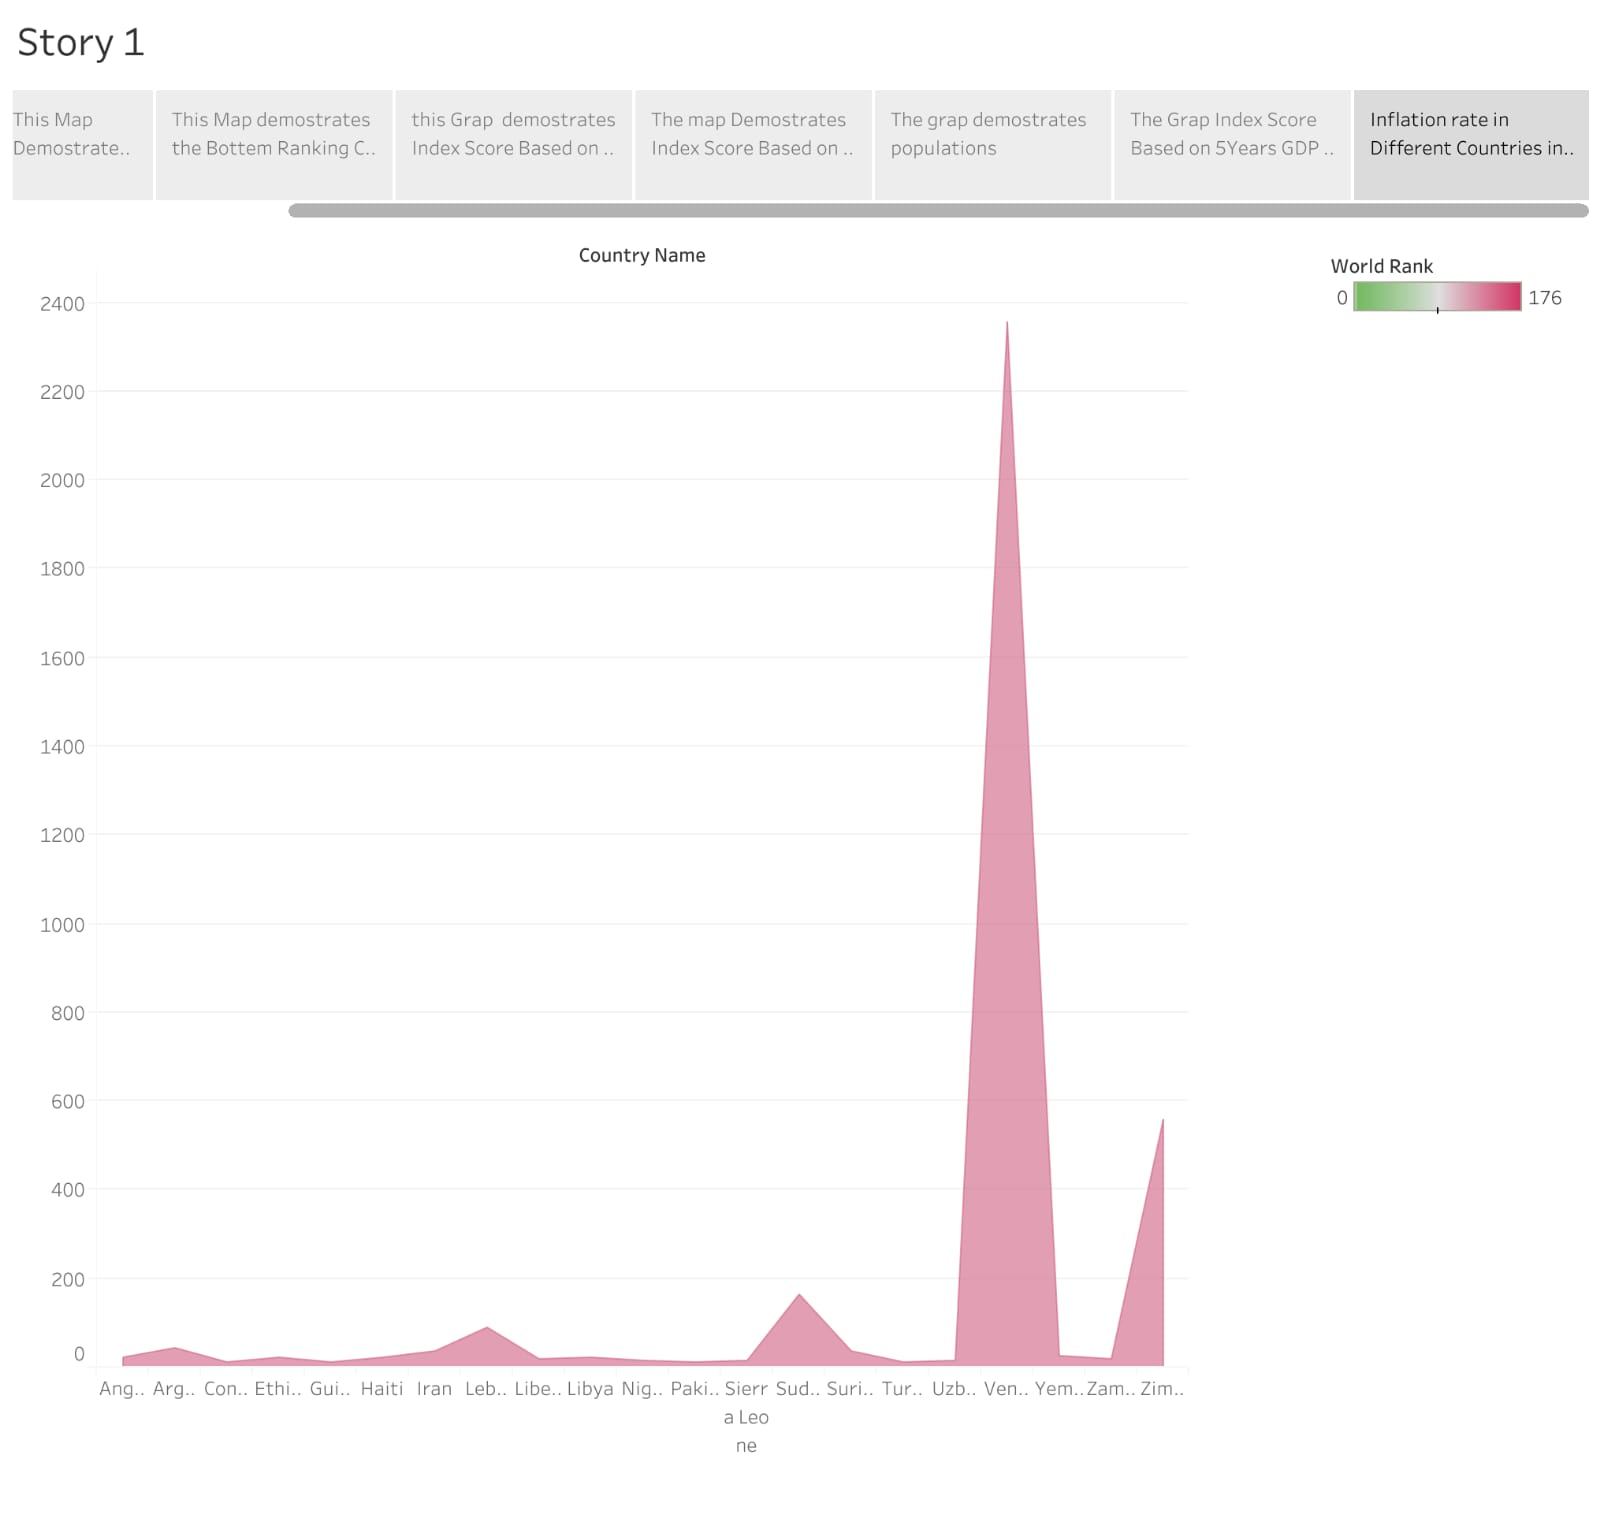 Story 1
This Map
Demostrate..
This Map demostrates
the Bottem Ranking C..
this Grap  demostrates
Index Score Based on ..
The map Demostrates
Index Score Based on ..
The grap demostrates
populations
The Grap Index Score
Based on 5Years GDP ..
Inflation rate in
Different Countries in..
Country Name
World Rank
0 176
2400
2200
2000
1800
1600
1400
1200
1000
800
600
400
200
0
Ang.. Arg.. Con.. Ethi.. Gui.. Haiti Iran Leb.. Libe.. Libya Nig.. Paki.. Sierr Sud.. Suri.. Tur.. Uzb.. Ven.. Yem.. Zam.. Zim..
a Leo
ne